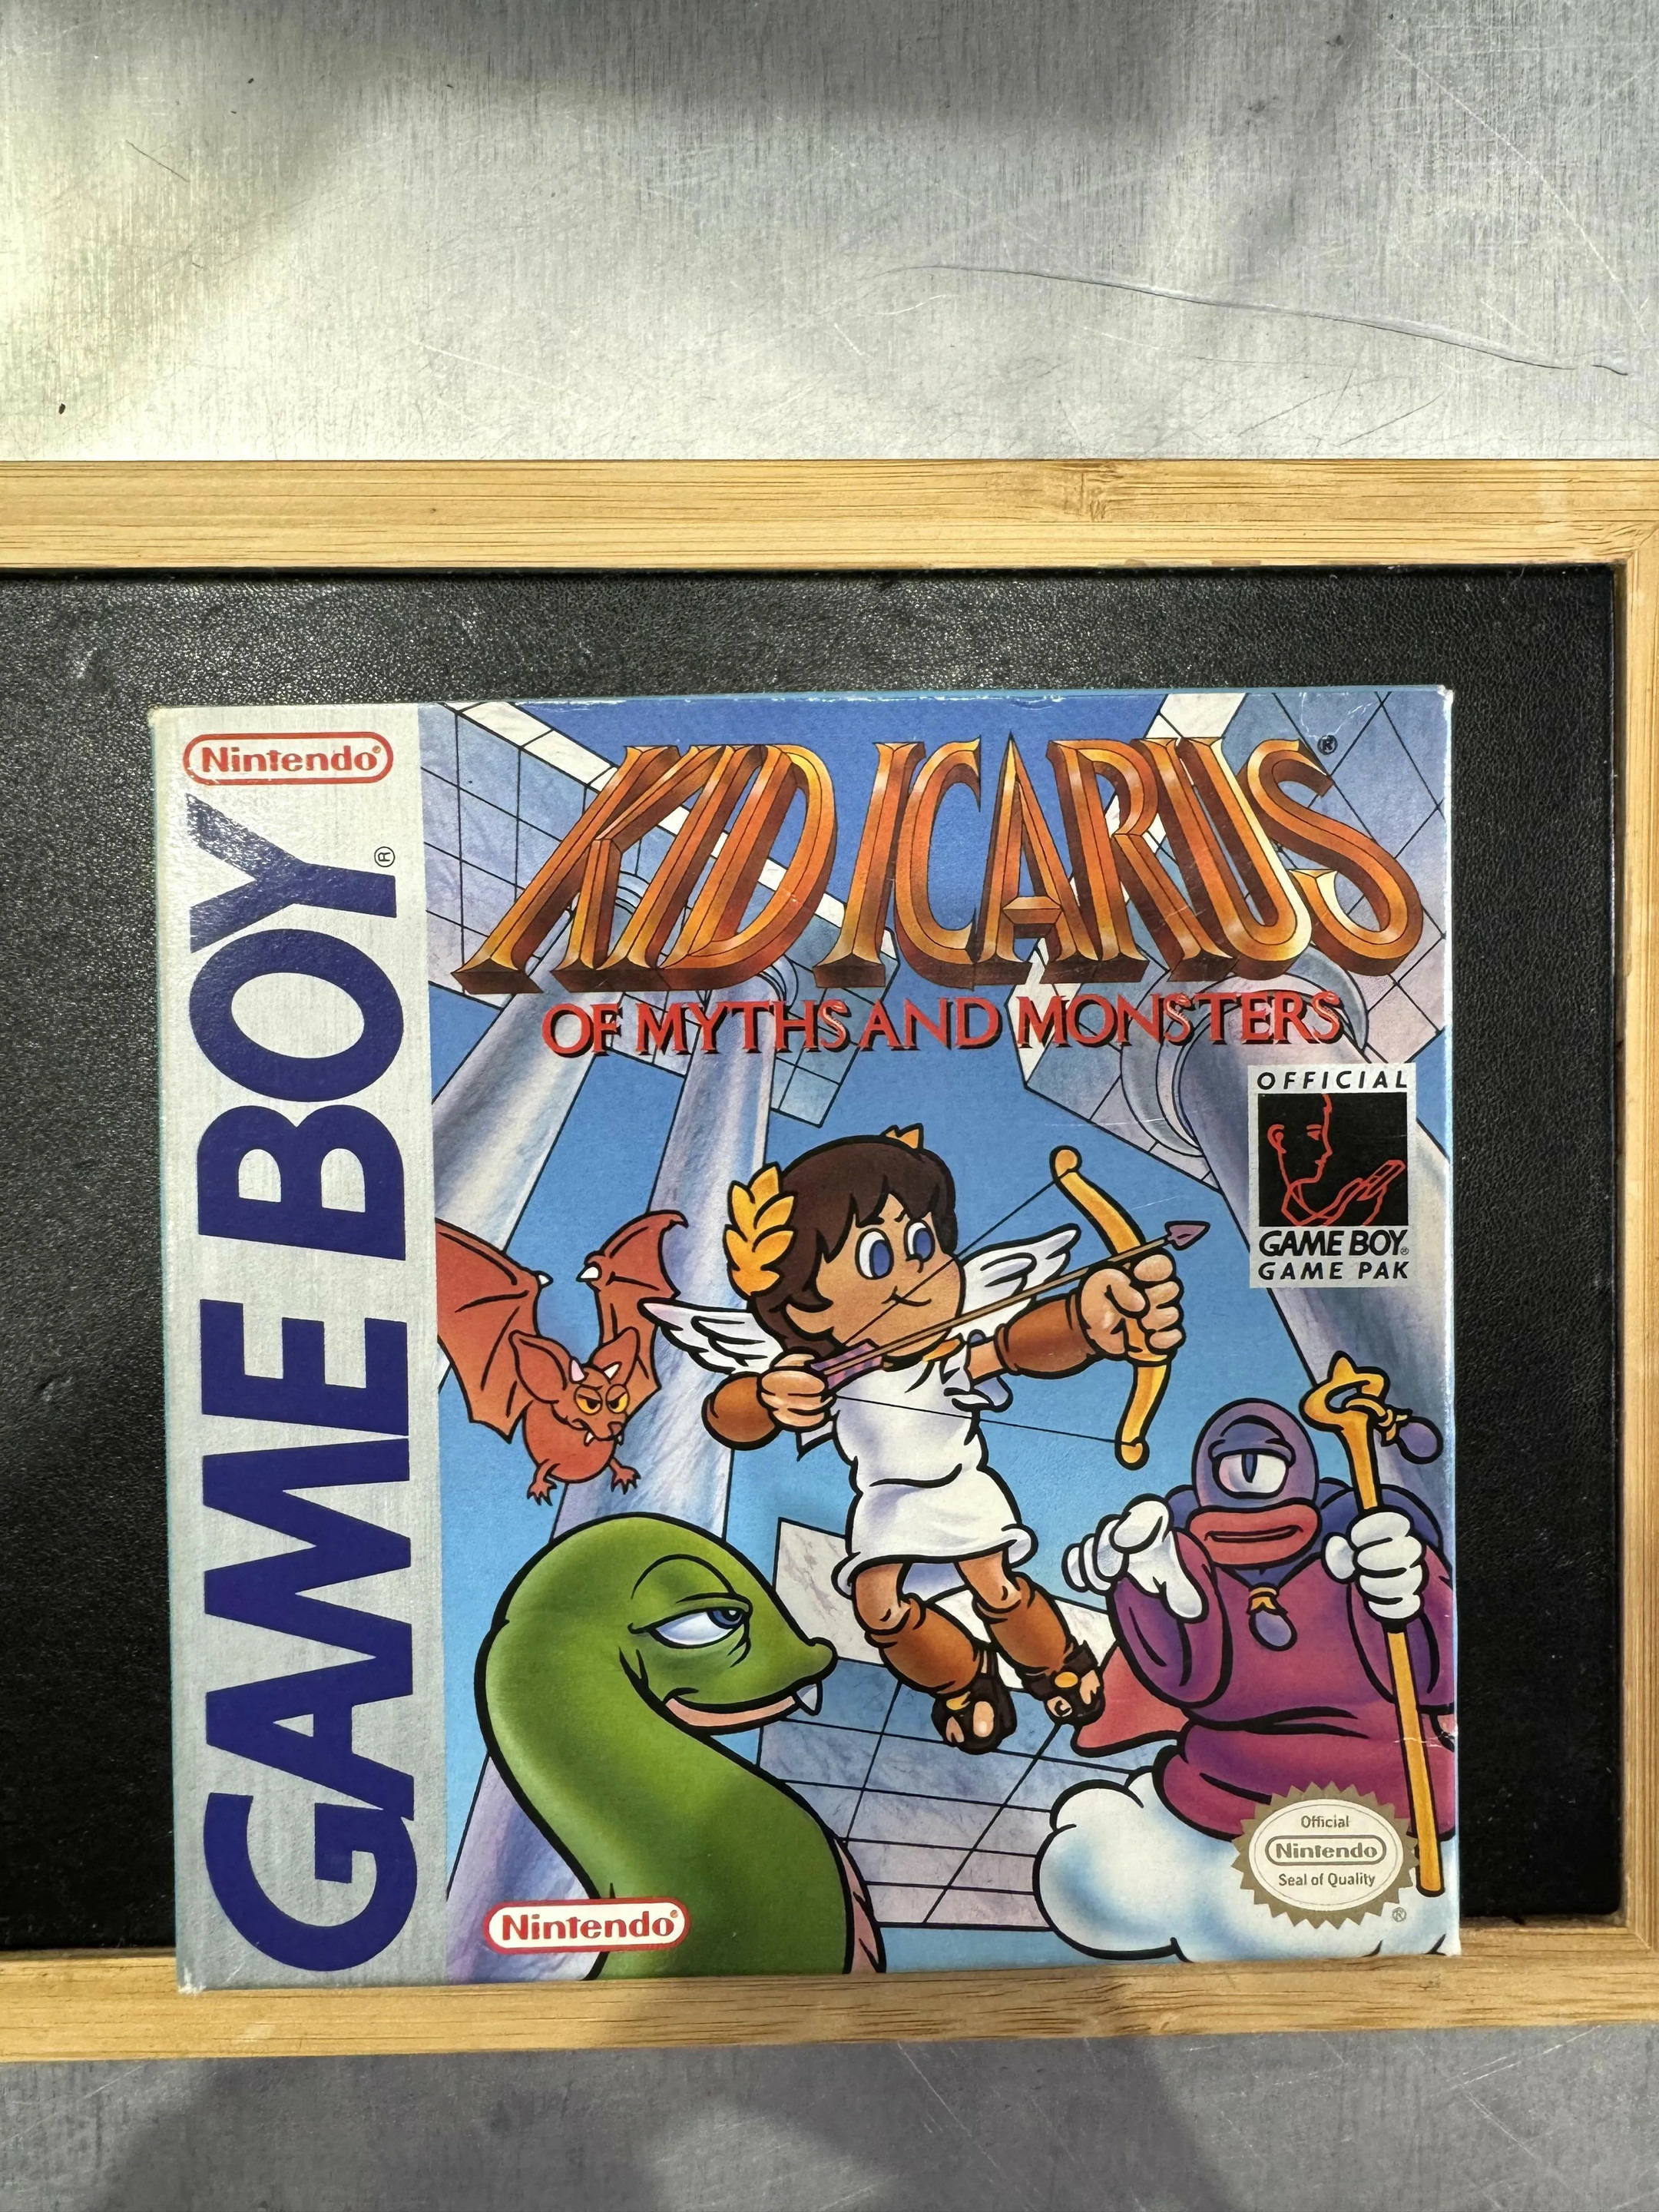 Nintendo®
GAME BOY®
KID ICARUS®
OF MYTHS AND MONSTERS
OFFICIAL
GAME BOY®
GAME PAK
Nintendo®
Official
Nintendo
Seal of Quality
®